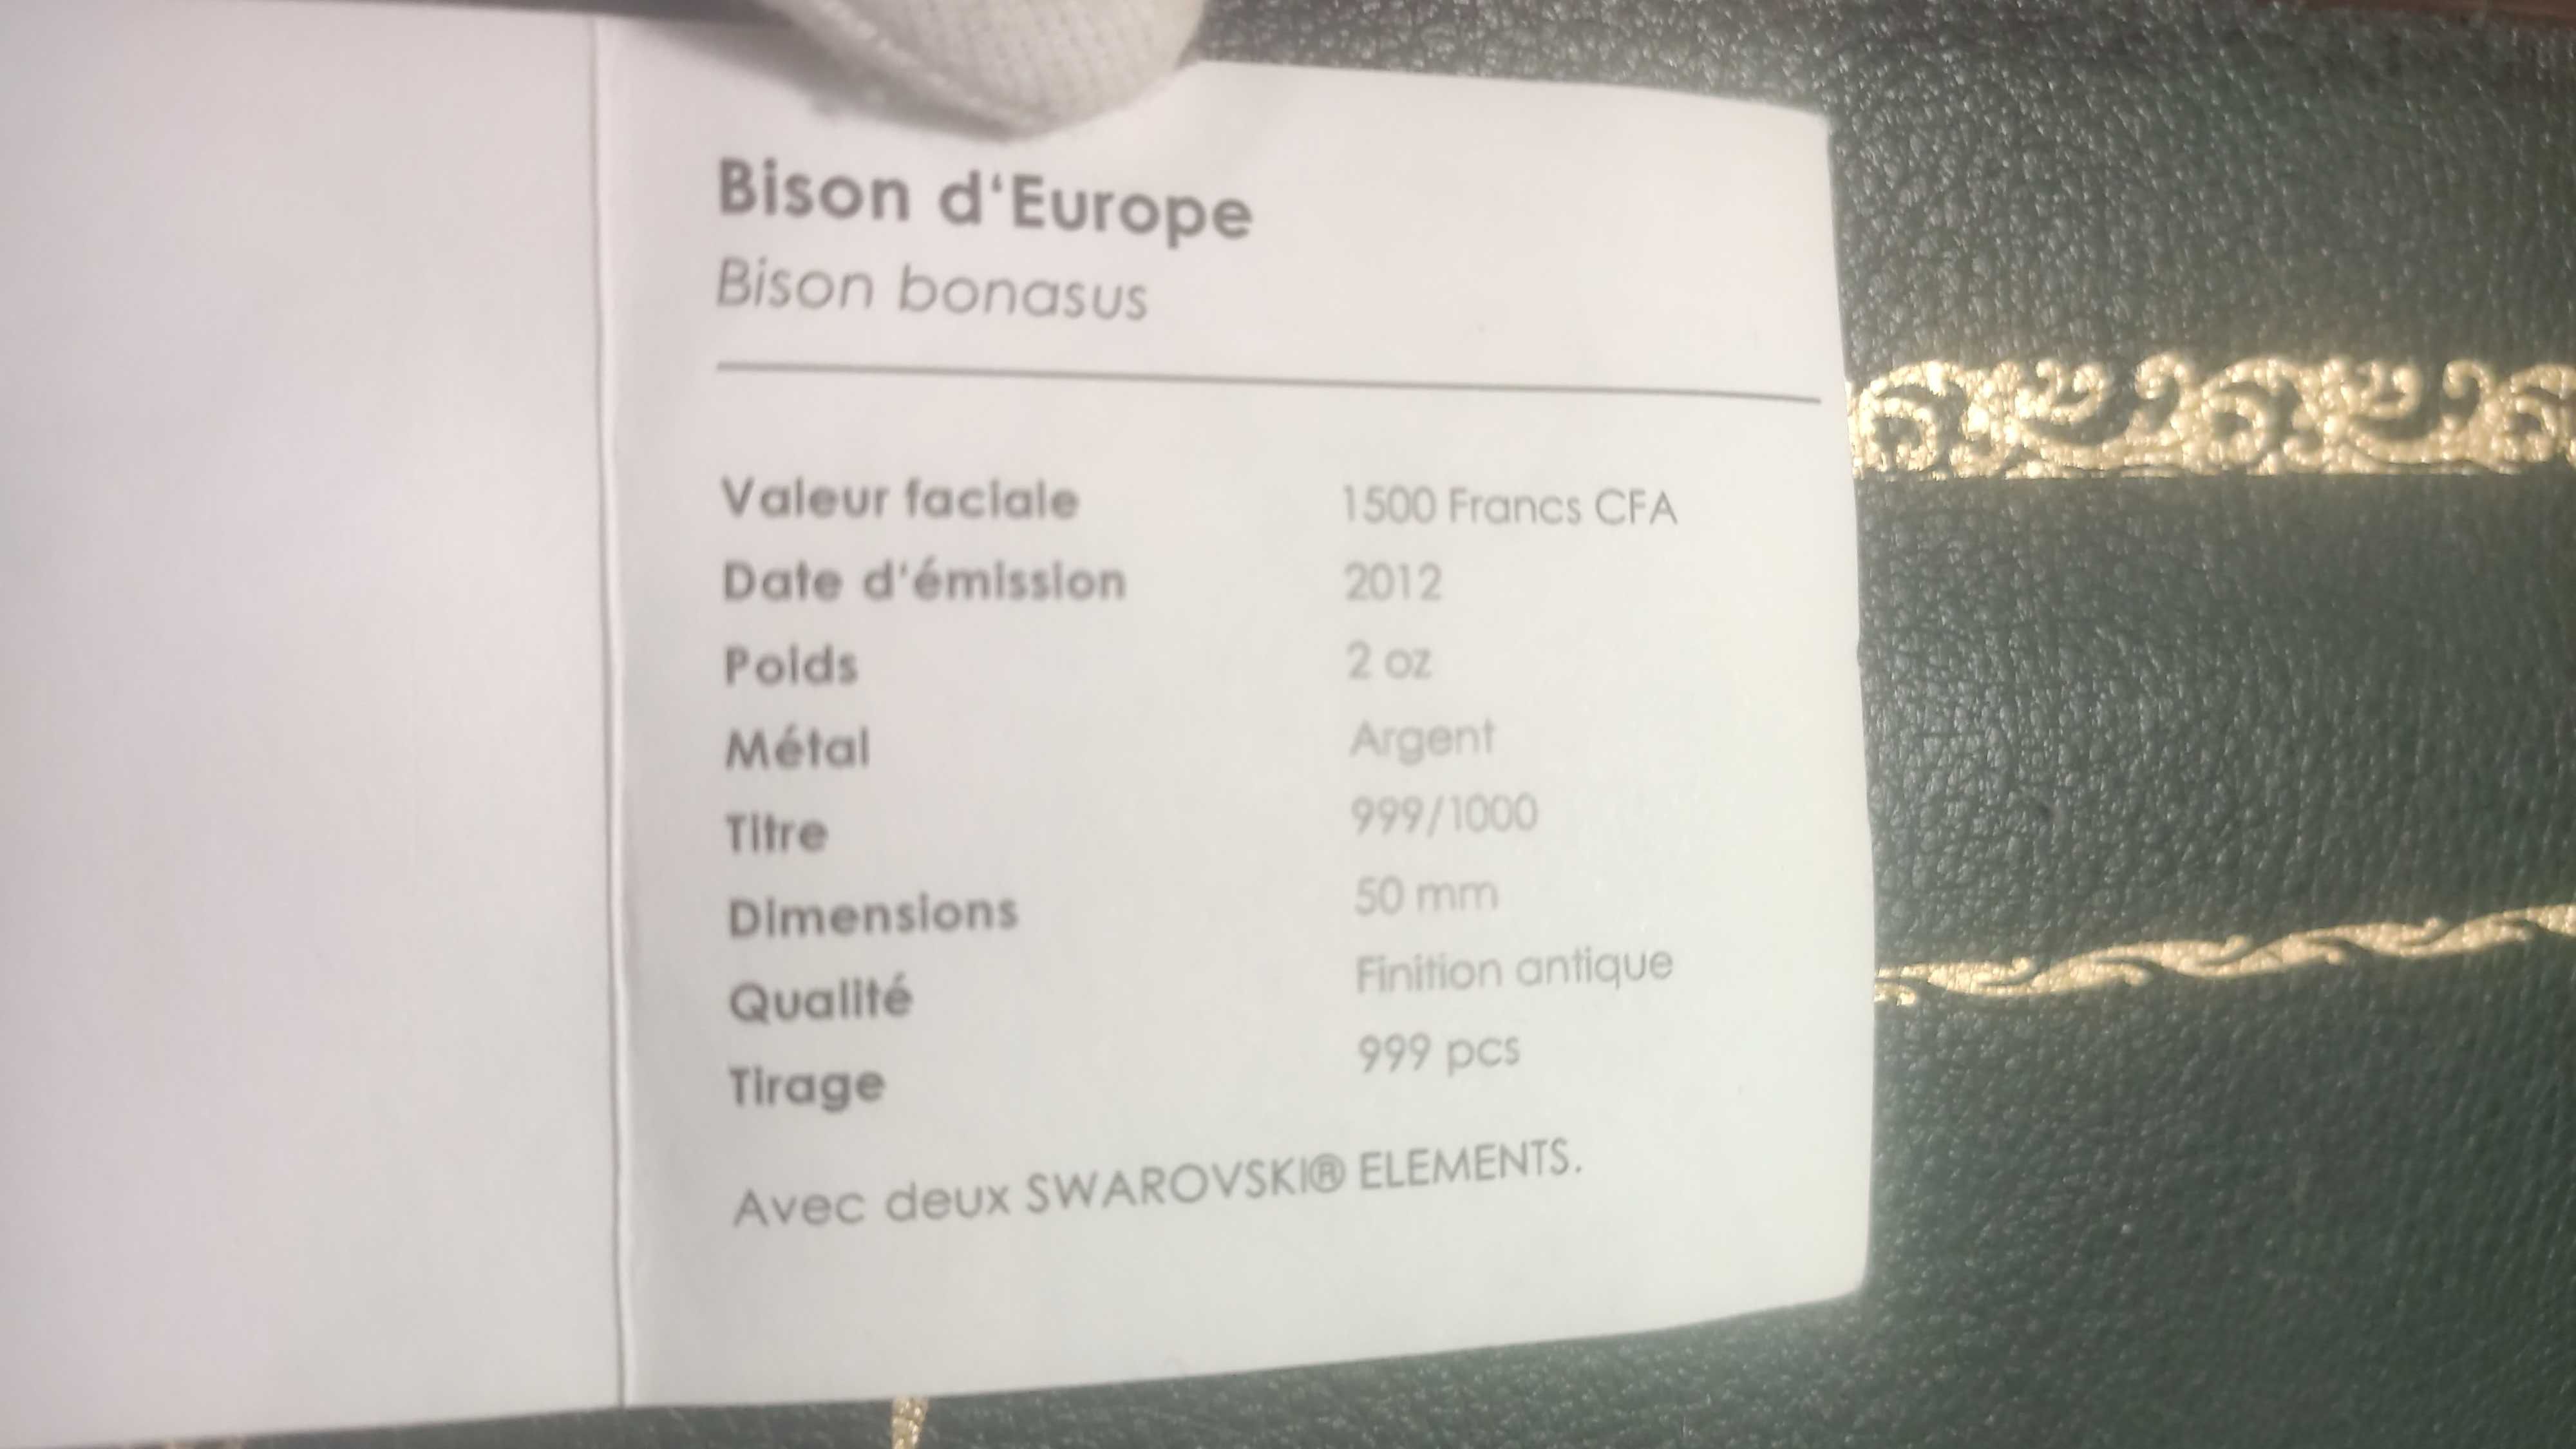 Bison d‘Europe
Bison bonasus
Valeur faciale 1500 Francs CFA
Date d‘émission 2012
Poids 2 oz
Métal Argent
Titre 999/1000
Dimensions 50 mm
Qualité Finition antique
Tirage 999 pcs
Avec deux SWAROVSKI® ELEMENTS.